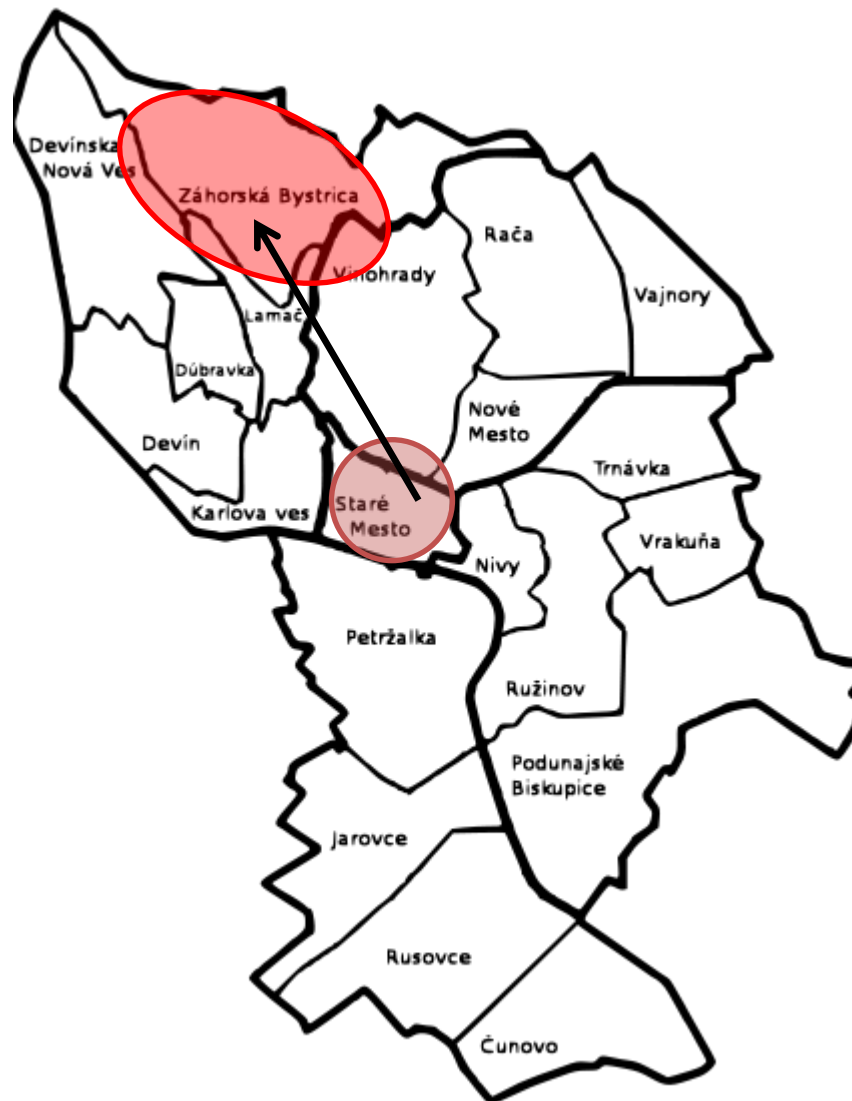 Devínska
Nová Ves
Záhorská Bystrica
Rača
Vinohrady
Vajnory
Lamač
Dúbravka
Nové
Mesto
Devín
Trnávka
Staré
Mesto
Karlova ves
Vrakuňa
Nivy
Petržalka
Ružinov
Podunajské
Biskupice
Jarovce
Rusovce
Čunovo